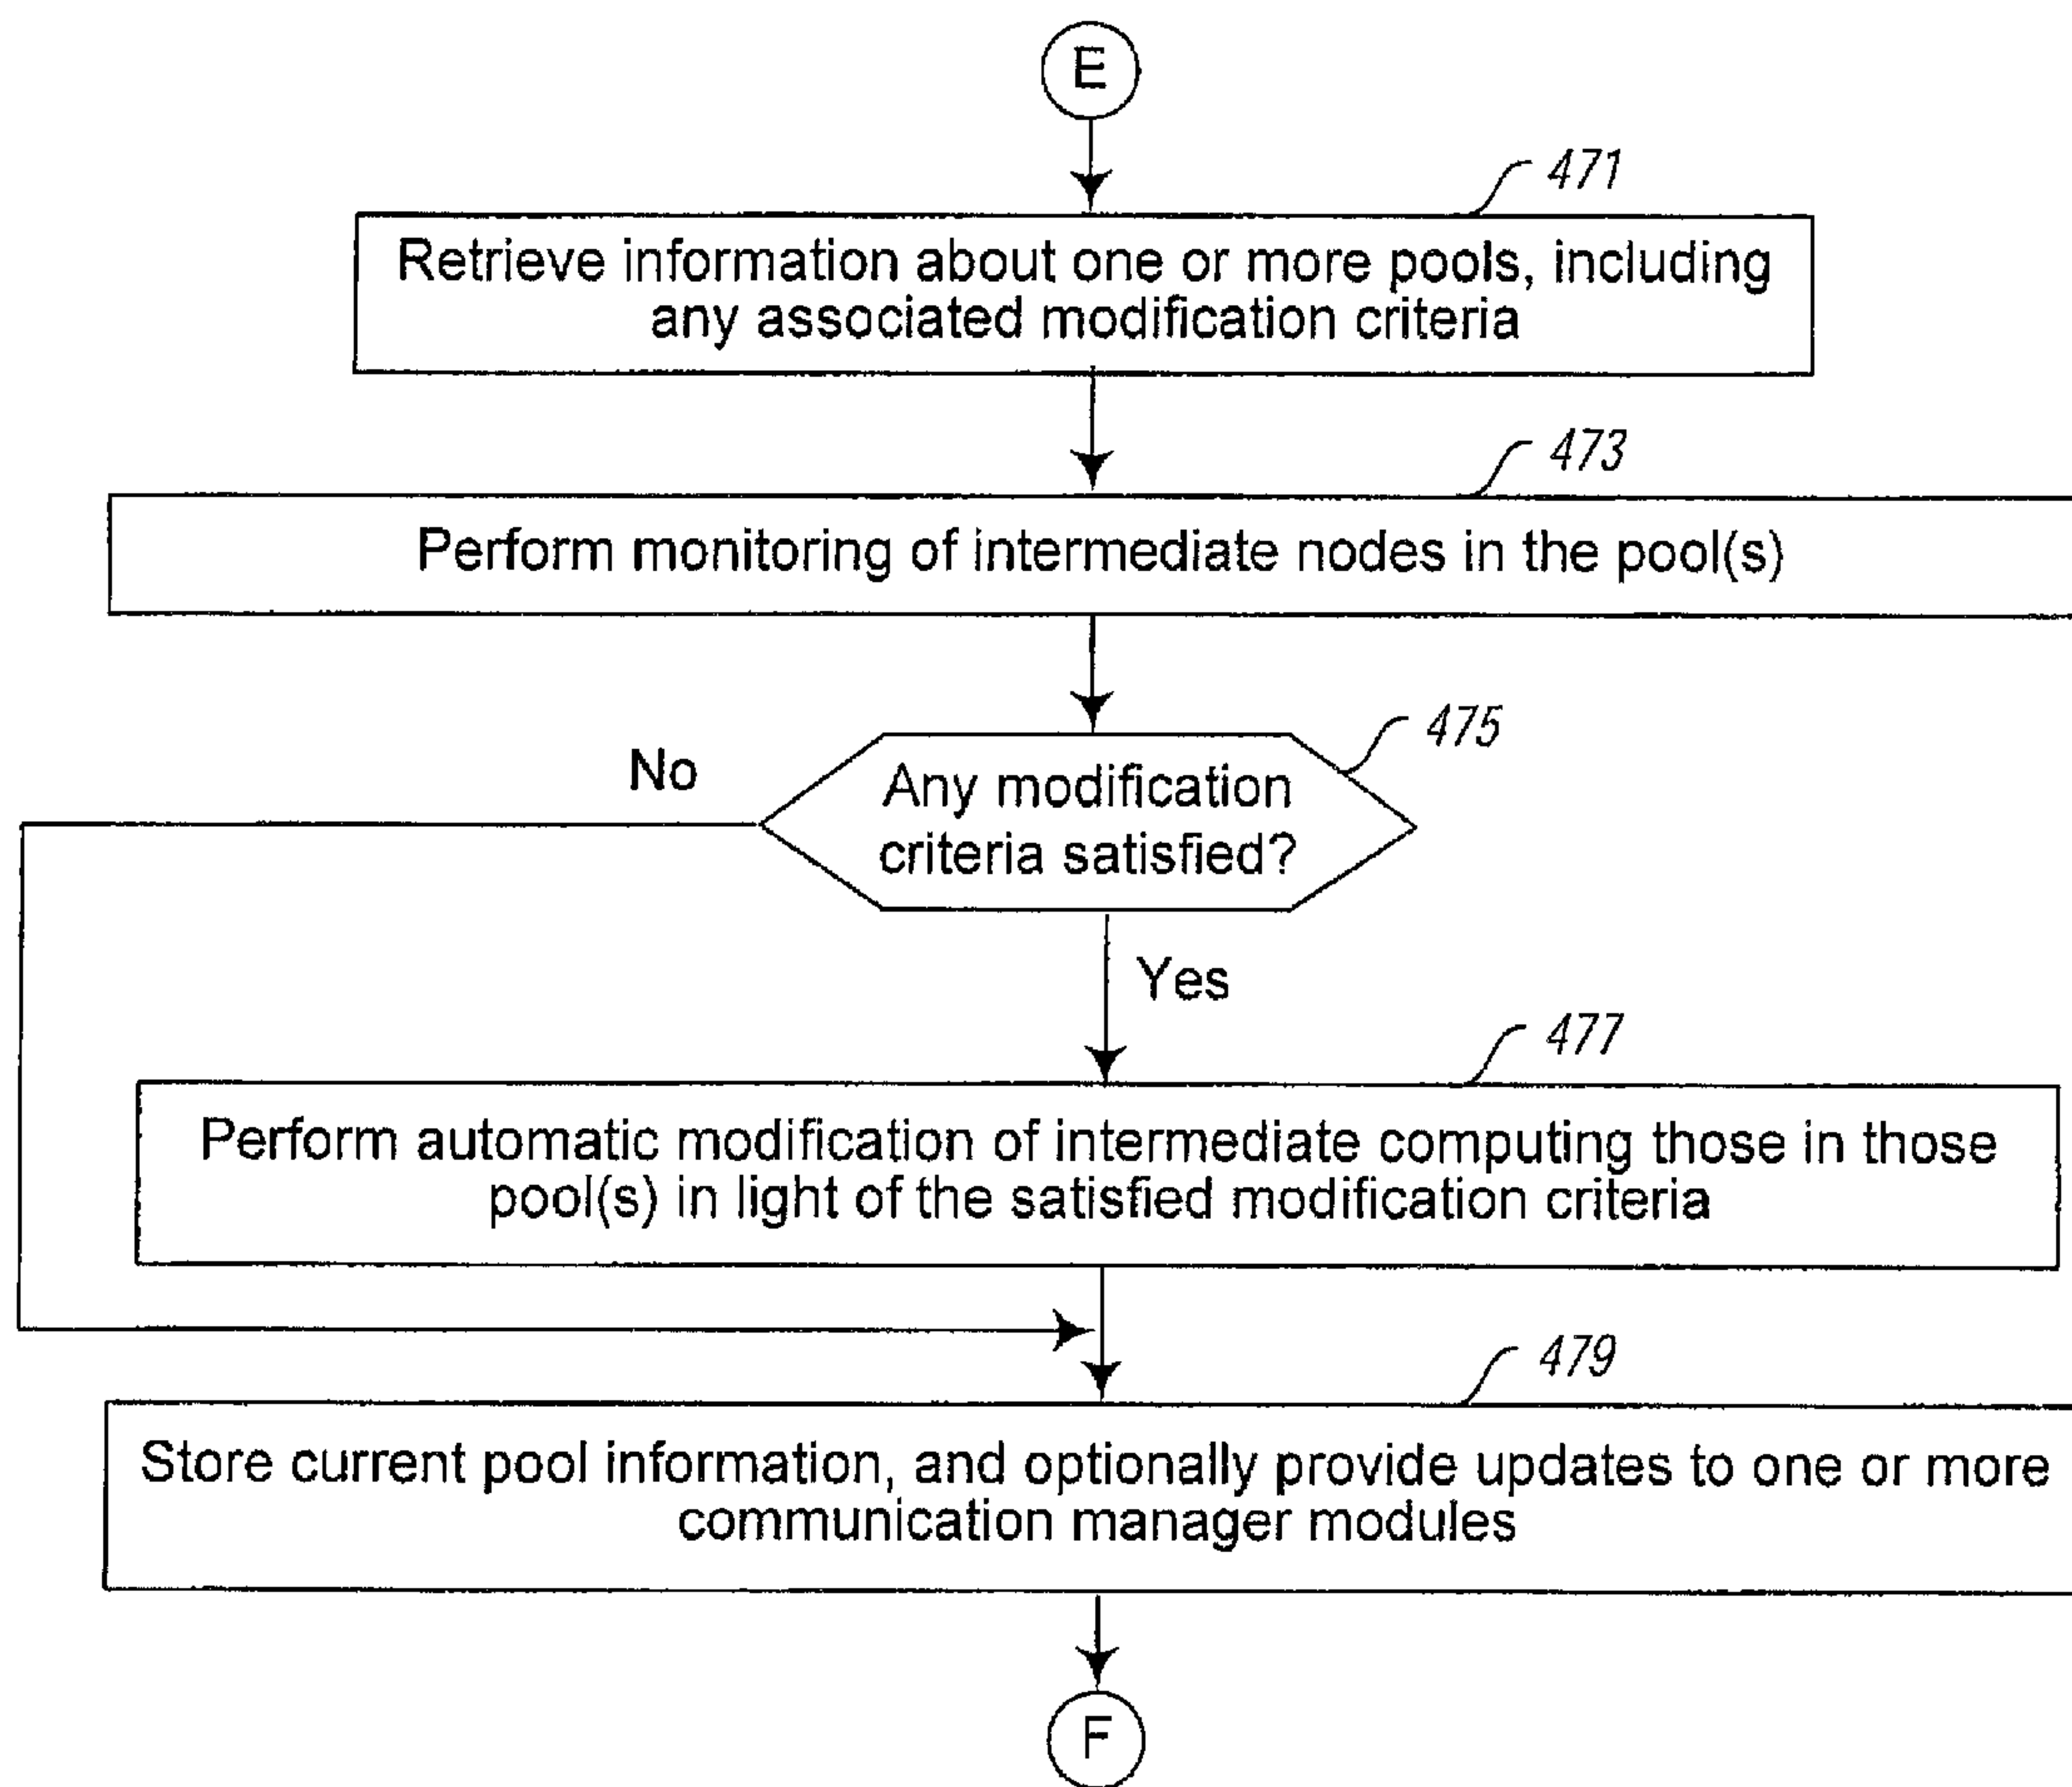 E
471
Retrieve information about one or more pools, including
any associated modification criteria
473
Perform monitoring of intermediate nodes in the pool(s)
475
No
Any modification
criteria satisfied?
Yes
477
Perform automatic modification of intermediate computing those in those
pool(s) in light of the satisfied modification criteria
479
Store current pool information, and optionally provide updates to one or more
communication manager modules
F